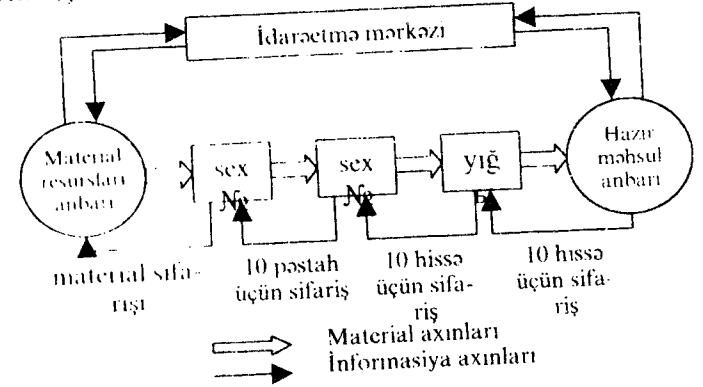 İdarəetmə mərkəzi
Material
resursları
anbarı
sex
№
sex
№
yığ
Hazır
məhsul
anbarı
material sifa-
rışı
10 pəstah
üçün sifariş
10 hissə
üçün sifa-
riş
10 hissə
üçün sifa-
riş
Material axınları
İnformasiya axınları